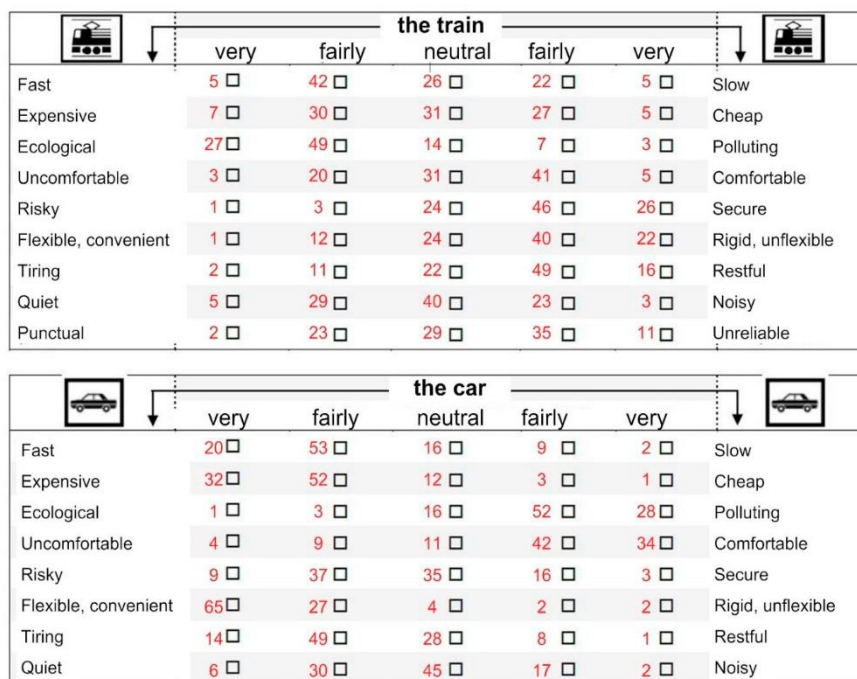 the train
very fairly neutral fairly very
Fast 5 42 26 22 5 Slow
Expensive 7 30 31 27 5 Cheap
Ecological 27 49 14 7 3 Polluting
Uncomfortable 3 20 31 41 5 Comfortable
Risky 1 3 24 46 26 Secure
Flexible, convenient 1 12 24 40 22 Rigid, unflexible
Tiring 2 11 22 49 16 Restful
Quiet 5 29 40 23 3 Noisy
Punctual 2 23 29 35 11 Unreliable
the car
very fairly neutral fairly very
Fast 20 53 16 9 2 Slow
Expensive 32 52 12 3 1 Cheap
Ecological 1 3 16 52 28 Polluting
Uncomfortable 4 9 11 42 34 Comfortable
Risky 9 37 35 16 3 Secure
Flexible, convenient 65 27 4 2 2 Rigid, unflexible
Tiring 14 49 28 8 1 Restful
Quiet 6 30 45 17 2 Noisy